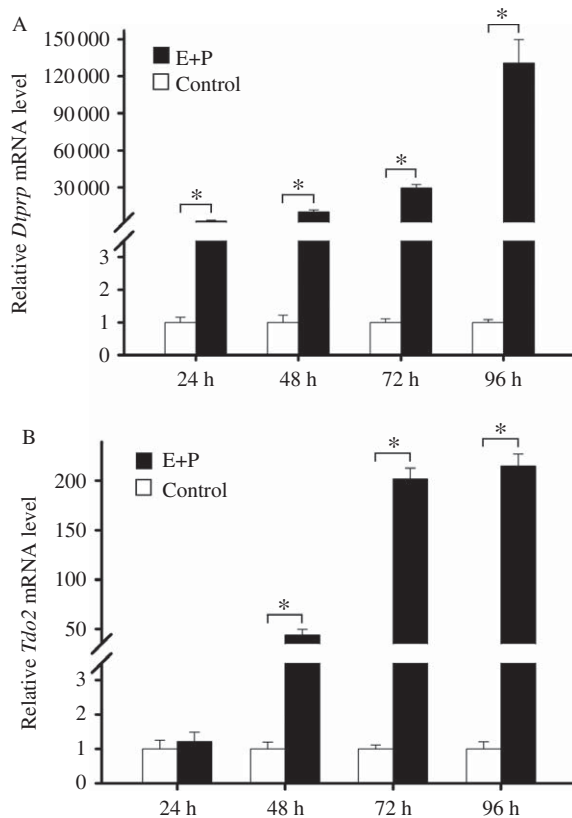 A
Relative Dtprp mRNA level
150 000
120 000
90 000
60 000
30 000
3
2
1
0
E+P
Control
*
*
*
*
24 h
48 h
72 h
96 h
B
Relative Tdo2 mRNA level
200
150
100
50
3
2
1
0
E+P
Control
*
*
*
24 h
48 h
72 h
96 h